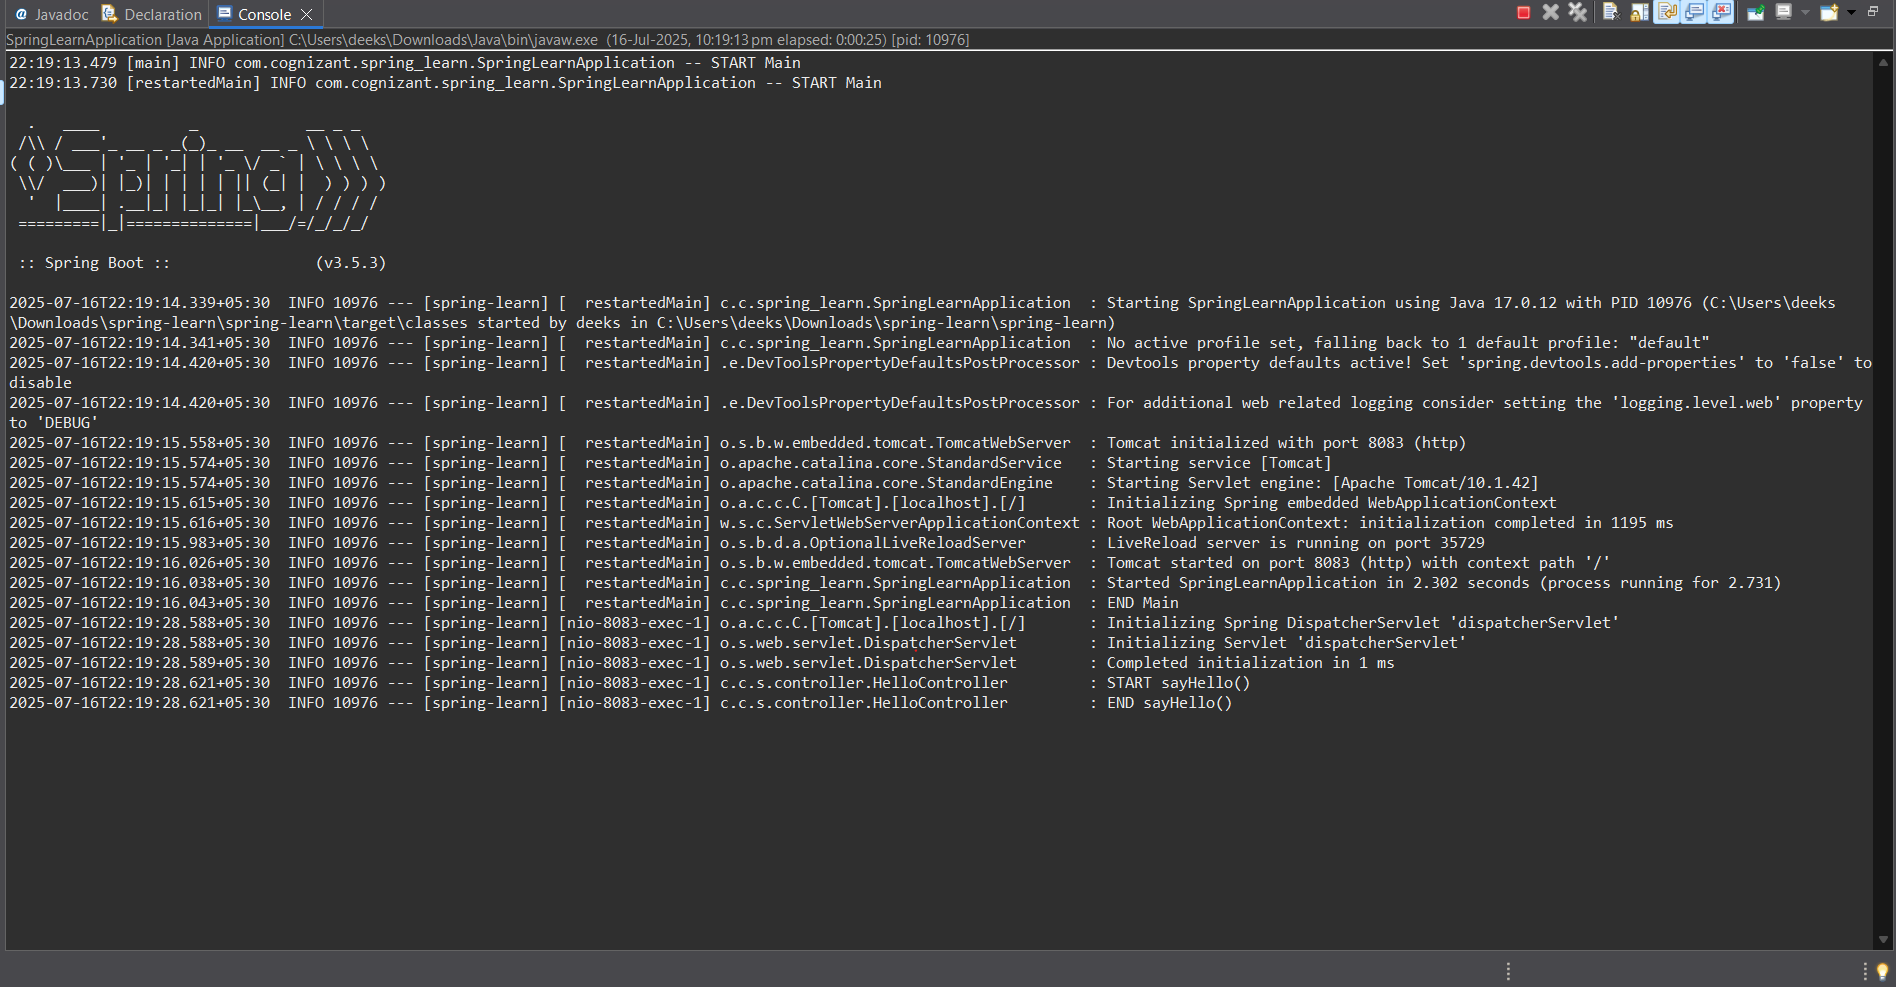 Javadoc Declaration Console
SpringLearnApplication [Java Application] C:\Users\deeks\Downloads\Java\bin\javaw.exe (16-Jul-2025, 10:19:13 pm elapsed: 0:00:25) [pid: 10976]
22:19:13.479 [main] INFO com.cognizant.spring_learn.SpringLearnApplication -- START Main
22:19:13.730 [restartedMain] INFO com.cognizant.spring_learn.SpringLearnApplication -- START Main
  .   ____          _            __ _ _
 /\\ / ___'_ __ _ _(_)_ __  __ _ \ \ \ \
( ( )\___ | '_ | '_| | '_ \/ _` | \ \ \ \
 \\/  ___)| |_)| | | | | || (_| |  ) ) ) )
  '  |____| .__|_| |_|_| |_\__, | / / / /
 =========|_|==============|___/=/_/_/_/
 :: Spring Boot ::                (v3.5.3)
2025-07-16T22:19:14.339+05:30  INFO 10976 --- [spring-learn] [  restartedMain] c.c.spring_learn.SpringLearnApplication  : Starting SpringLearnApplication using Java 17.0.12 with PID 10976 (C:\Users\deeks
\Downloads\spring-learn\spring-learn\target\classes started by deeks in C:\Users\deeks\Downloads\spring-learn\spring-learn)
2025-07-16T22:19:14.341+05:30  INFO 10976 --- [spring-learn] [  restartedMain] c.c.spring_learn.SpringLearnApplication  : No active profile set, falling back to 1 default profile: "default"
2025-07-16T22:19:14.420+05:30  INFO 10976 --- [spring-learn] [  restartedMain] .e.DevToolsPropertyDefaultsPostProcessor : Devtools property defaults active! Set 'spring.devtools.add-properties' to 'false' to
disable
2025-07-16T22:19:14.420+05:30  INFO 10976 --- [spring-learn] [  restartedMain] .e.DevToolsPropertyDefaultsPostProcessor : For additional web related logging consider setting the 'logging.level.web' property
to 'DEBUG'
2025-07-16T22:19:15.558+05:30  INFO 10976 --- [spring-learn] [  restartedMain] o.s.b.w.embedded.tomcat.TomcatWebServer  : Tomcat initialized with port 8083 (http)
2025-07-16T22:19:15.574+05:30  INFO 10976 --- [spring-learn] [  restartedMain] o.apache.catalina.core.StandardService   : Starting service [Tomcat]
2025-07-16T22:19:15.574+05:30  INFO 10976 --- [spring-learn] [  restartedMain] o.apache.catalina.core.StandardEngine    : Starting Servlet engine: [Apache Tomcat/10.1.42]
2025-07-16T22:19:15.615+05:30  INFO 10976 --- [spring-learn] [  restartedMain] o.a.c.c.C.[Tomcat].[localhost].[/]       : Initializing Spring embedded WebApplicationContext
2025-07-16T22:19:15.616+05:30  INFO 10976 --- [spring-learn] [  restartedMain] w.s.c.ServletWebServerApplicationContext : Root WebApplicationContext: initialization completed in 1195 ms
2025-07-16T22:19:15.983+05:30  INFO 10976 --- [spring-learn] [  restartedMain] o.s.b.d.a.OptionalLiveReloadServer       : LiveReload server is running on port 35729
2025-07-16T22:19:16.026+05:30  INFO 10976 --- [spring-learn] [  restartedMain] o.s.b.w.embedded.tomcat.TomcatWebServer  : Tomcat started on port 8083 (http) with context path '/'
2025-07-16T22:19:16.038+05:30  INFO 10976 --- [spring-learn] [  restartedMain] c.c.spring_learn.SpringLearnApplication  : Started SpringLearnApplication in 2.302 seconds (process running for 2.731)
2025-07-16T22:19:16.043+05:30  INFO 10976 --- [spring-learn] [  restartedMain] c.c.spring_learn.SpringLearnApplication  : END Main
2025-07-16T22:19:28.588+05:30  INFO 10976 --- [spring-learn] [nio-8083-exec-1] o.a.c.c.C.[Tomcat].[localhost].[/]       : Initializing Spring DispatcherServlet 'dispatcherServlet'
2025-07-16T22:19:28.588+05:30  INFO 10976 --- [spring-learn] [nio-8083-exec-1] o.s.web.servlet.DispatcherServlet        : Initializing Servlet 'dispatcherServlet'
2025-07-16T22:19:28.589+05:30  INFO 10976 --- [spring-learn] [nio-8083-exec-1] o.s.web.servlet.DispatcherServlet        : Completed initialization in 1 ms
2025-07-16T22:19:28.621+05:30  INFO 10976 --- [spring-learn] [nio-8083-exec-1] c.c.s.controller.HelloController         : START sayHello()
2025-07-16T22:19:28.621+05:30  INFO 10976 --- [spring-learn] [nio-8083-exec-1] c.c.s.controller.HelloController         : END sayHello()